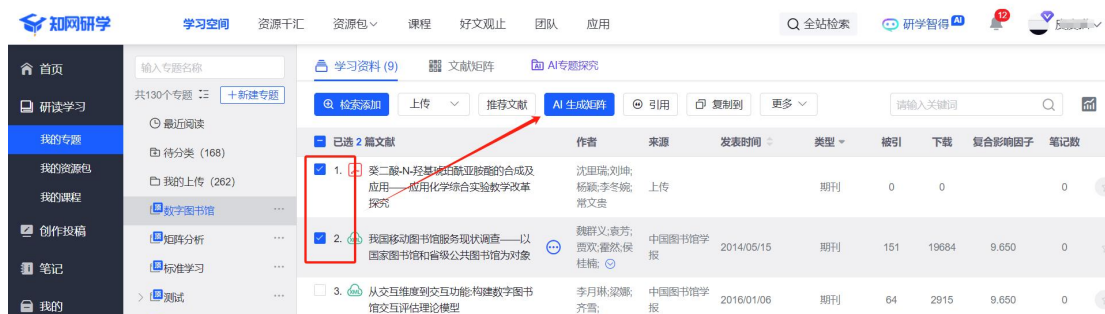 知网研学 学习空间 资源千汇 资源包 课程 好文观止 团队 应用 全站检索 研学智得 AI 12
首页
研读学习
我的专题
我的资源包
我的课程
创作投稿
笔记
我的
输入专题名称
共130个专题 +新建专题
最近阅读
待分类 (168)
我的上传 (262)
数字图书馆 ...
矩阵分析 ...
标准学习 ...
测试 ...
学习资料 (9) 文献矩阵 AI专题探究
检索添加 上传 推荐文献 AI 生成矩阵 引用 复制到 更多 请输入关键词
已选 2 篇文献 作者 来源 发表时间 类型 被引 下载 复合影响因子 笔记数
1. 癸二酸-N-羟基琥珀酰亚胺酯的合成及 沈思瑞;刘坤;
应用——应用化学综合实验教学改革 杨颖;李冬婉; 上传 期刊 0 0 0
探究 常文贵
2. 我国移动图书馆服务现状调查——以 魏群义;袁芳; 中国图书馆学 2014/05/15 期刊 151 19684 9.650 0
国家图书馆和省级公共图书馆为对象 贾欢;霍然;侯 报
桂楠;
3. 从交互维度到交互功能:构建数字图书 李月琳;梁娜; 中国图书馆学 2016/01/06 期刊 64 2915 9.650 0
馆交互评估理论模型 齐雪; 报